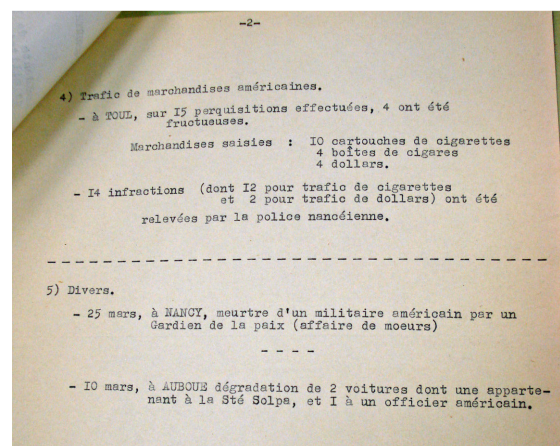 -2-
4) Trafic de marchandises américaines.
- à TOUL, sur I5 perquisitions effectuées, 4 ont été
fructueuses.
Marchandises saisies : IO cartouches de cigarettes
4 boîtes de cigares
4 dollars.
- I4 infractions (dont I2 pour trafic de cigarettes
et 2 pour trafic de dollars) ont été
relevées par la police nancéienne.
5) Divers.
- 25 mars, à NANCY, meurtre d'un militaire américain par un
Gardien de la paix (affaire de moeurs)
- - - -
- IO mars, à AUBOUE dégradation de 2 voitures dont une apparte-
nant à la Sté Solpa, et I à un officier américain.